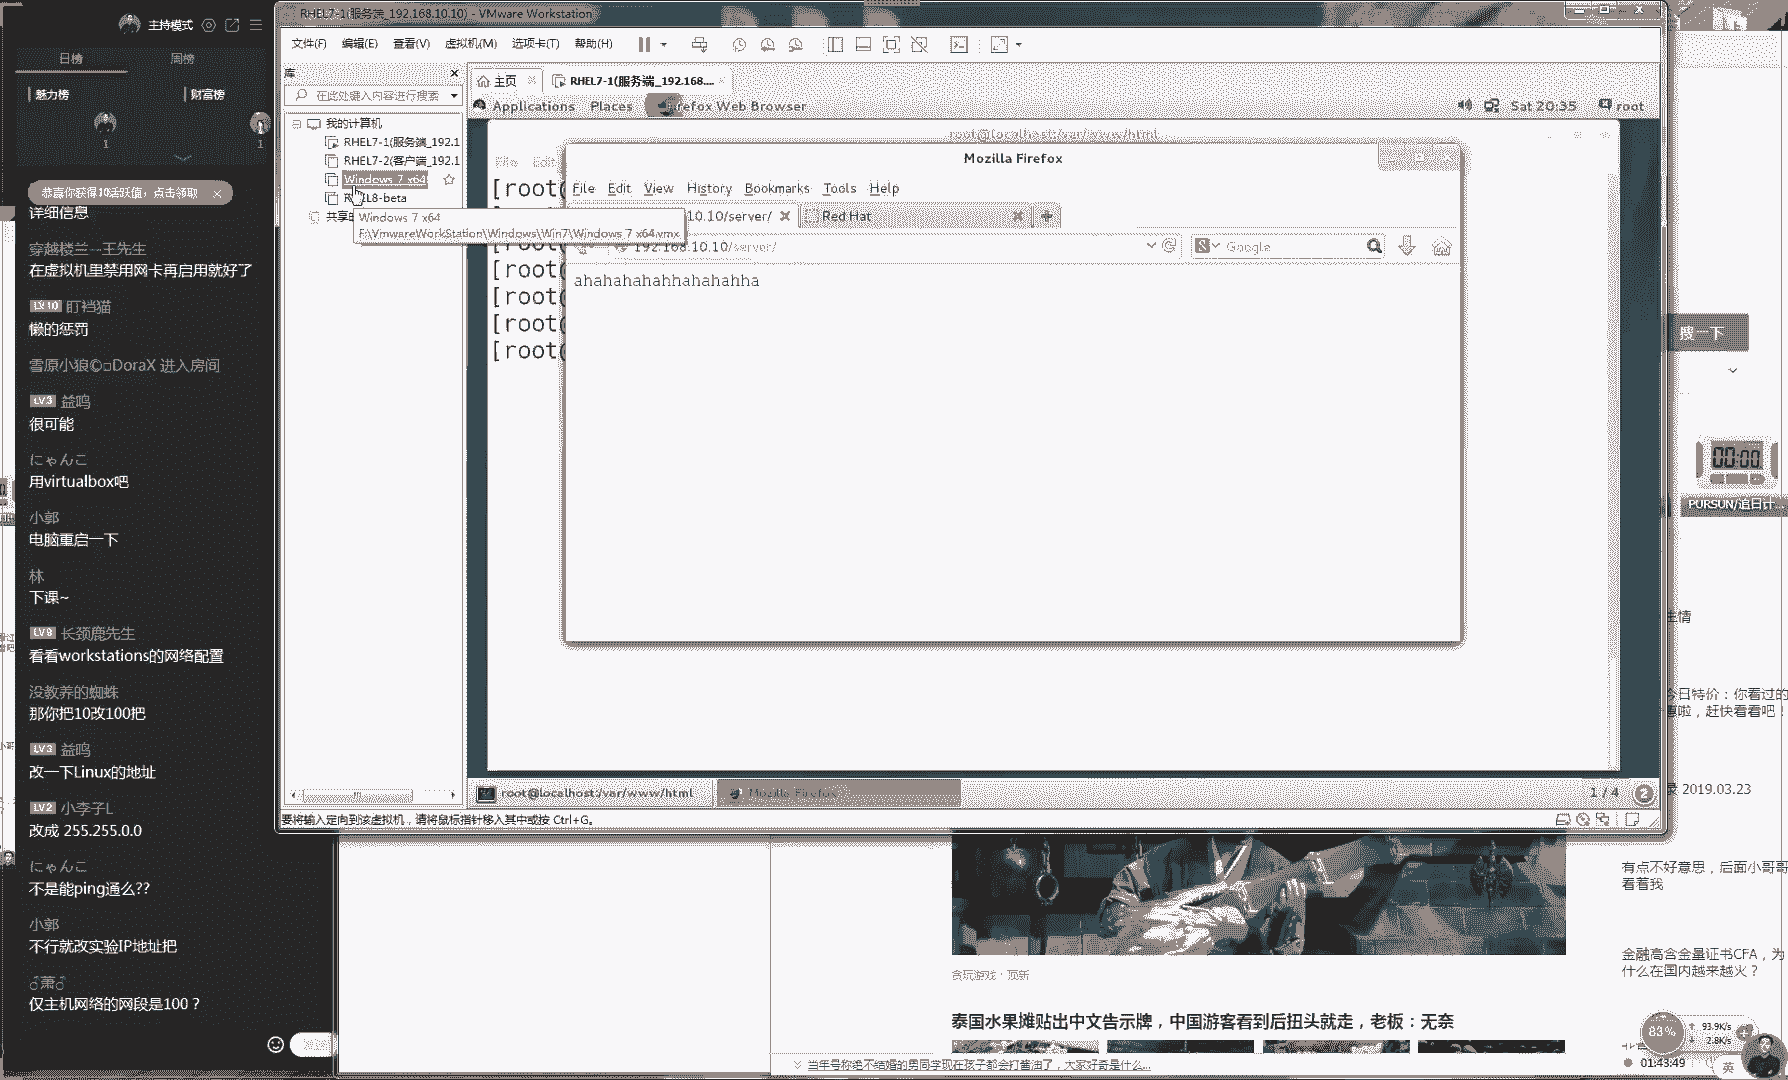 主持模式
日榜 周榜
魅力榜 财富榜
1 1
恭喜你获得10活跃值，点击领取
详细信息
穿越楼兰---王先生
在虚拟机里禁用网卡再启用就好了
LV.10 盯裆猫
懒的惩罚
雪原小狼©□DoraX 进入房间
LV3 益鸣
很可能
にゃんこ
用virtualbox吧
小郭
电脑重启一下
林
下课~
LV9 长颈鹿先生
看看workstations的网络配置
没教养的蜘蛛
那你把10改100把
LV3 益鸣
改一下Linux的地址
LV2 小李子L
改成 255.255.0.0
にゃんこ
不是能ping通么??
小郭
不行就改实验IP地址把
♂萧♂
仅主机网络的网段是100？
RHEL7-1(服务端_192.168.10.10) - VMware Workstation
文件(F) 编辑(E) 查看(V) 虚拟机(M) 选项卡(T) 帮助(H)
库
在此处键入内容进行搜索
我的计算机
RHEL7-1(服务端_192.1
RHEL7-2(客户端_192.1
Windows 7 x64
RHEL8-beta
共享的
Windows 7 x64
F:\VmwareWorkStation\Windows\Win7\Windows 7 x64.vmx
主页 RHEL7-1(服务端_192.168....
Applications Places Firefox Web Browser Sat 20:35 root
root@localhost:/var/www/html
File Edit
[root@
[root@
[root@
[root@
[root@
[root@
Mozilla Firefox
File Edit View History Bookmarks Tools Help
10.10/server/ Red Hat
192.168.10.10/server/ Google
ahahahahahhahahahha
root@localhost:/var/www/html Mozilla Firefox 1 / 4 2
要将输入定向到该虚拟机，请将鼠标指针移入其中或按 Ctrl+G。
搜一下
00:00
PURSUN/追日计...
今日特价：你看过的
啦，赶快看看吧！
录 2019.03.23
有点不好意思，后面小哥哥
看着我
金融高含金量证书CFA，为
什么在国内越来越火？
贪玩游戏 · 顶新
泰国水果摊贴出中文告示牌，中国游客看到后扭头就走，老板：无奈
当年号称绝不结婚的男同学现在孩子都会打酱油了，大家好奇是什么...
83% 93.9K/s
2.8K/s
01:43:49
英